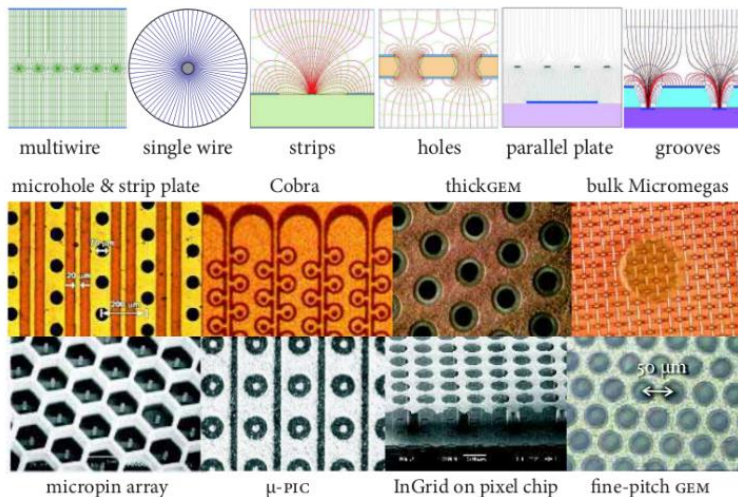 multiwire single wire strips holes parallel plate grooves
microhole & strip plate Cobra thickGEM bulk Micromegas
20 μm
200 μm
50 μm
micropin array μ-PIC InGrid on pixel chip fine-pitch GEM